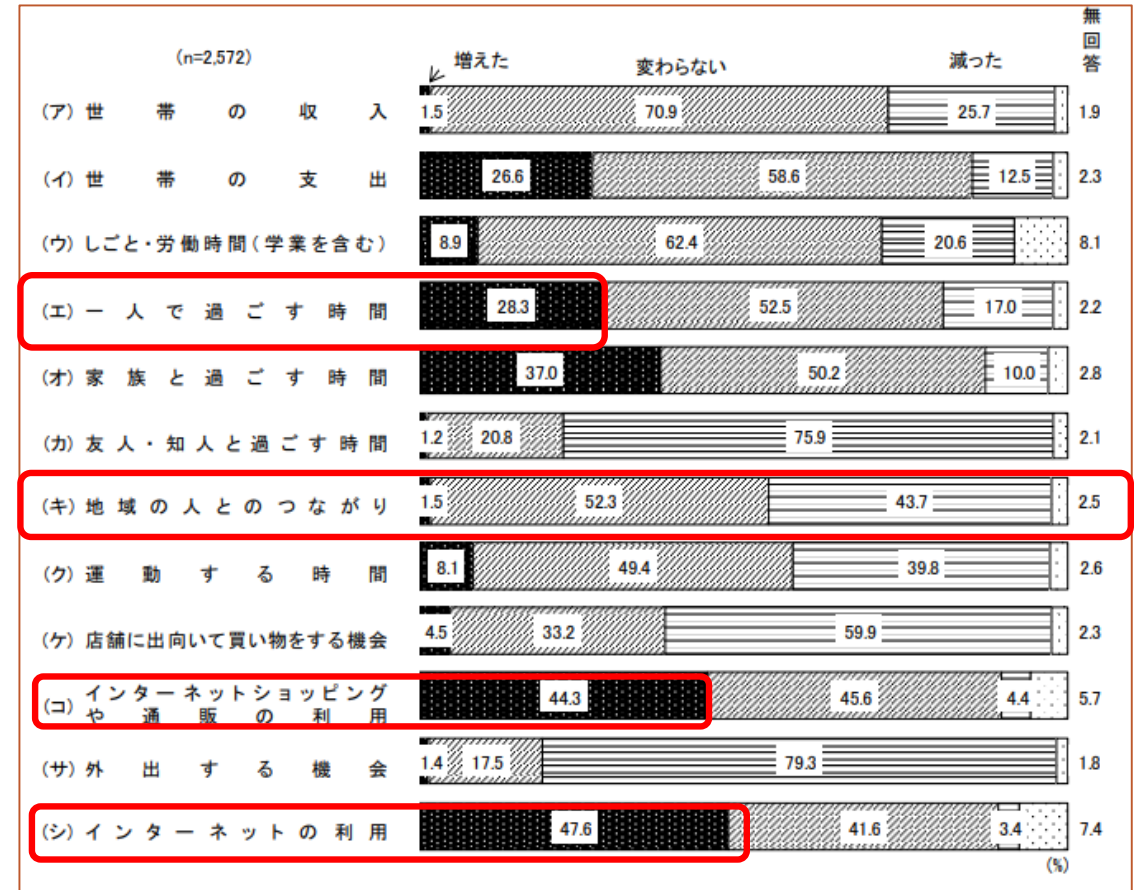 無回答
(n=2,572)
増えた 変わらない 減った
(ア) 世帯の収入 1.5 70.9 25.7 1.9
(イ) 世帯の支出 26.6 58.6 12.5 2.3
(ウ) しごと・労働時間(学業を含む) 8.9 62.4 20.6 8.1
(エ) 一人で過ごす時間 28.3 52.5 17.0 2.2
(オ) 家族と過ごす時間 37.0 50.2 10.0 2.8
(カ) 友人・知人と過ごす時間 1.2 20.8 75.9 2.1
(キ) 地域の人とのつながり 1.5 52.3 43.7 2.5
(ク) 運動する時間 8.1 49.4 39.8 2.6
(ケ) 店舗に出向いて買い物をする機会 4.5 33.2 59.9 2.3
(コ) インターネットショッピング
や通販の利用 44.3 45.6 4.4 5.7
(サ) 外出する機会 1.4 17.5 79.3 1.8
(シ) インターネットの利用 47.6 41.6 3.4 7.4
(%)